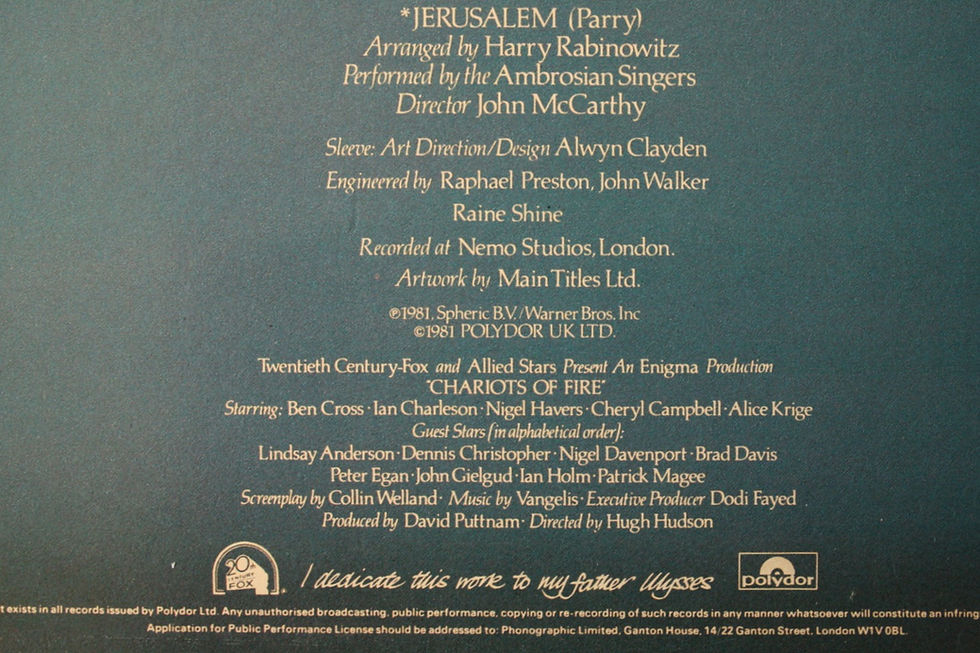 *JERUSALEM (Parry)
Arranged by Harry Rabinowitz
Performed by the Ambrosian Singers
Director John McCarthy
Sleeve: Art Direction/Design Alwyn Clayden
Engineered by Raphael Preston, John Walker
Raine Shine
Recorded at Nemo Studios, London.
Artwork by Main Titles Ltd.
℗1981, Spheric B.V./Warner Bros. Inc
©1981 POLYDOR UK LTD.
Twentieth Century-Fox and Allied Stars Present An Enigma Production
"CHARIOTS OF FIRE"
Starring: Ben Cross · Ian Charleson · Nigel Havers · Cheryl Campbell · Alice Krige
Guest Stars (in alphabetical order):
Lindsay Anderson · Dennis Christopher · Nigel Davenport · Brad Davis
Peter Egan · John Gielgud · Ian Holm · Patrick Magee
Screenplay by Collin Welland · Music by Vangelis · Executive Producer Dodi Fayed
Produced by David Puttnam · Directed by Hugh Hudson
20th CENTURY FOX
I dedicate this work to my father Ulysses
polydor
t exists in all records issued by Polydor Ltd. Any unauthorised broadcasting, public performance, copying or re-recording of such records in any manner whatsoever will constitute an infring
Application for Public Performance License should be addressed to: Phonographic Limited, Ganton House, 14/22 Ganton Street, London W1V 0BL.